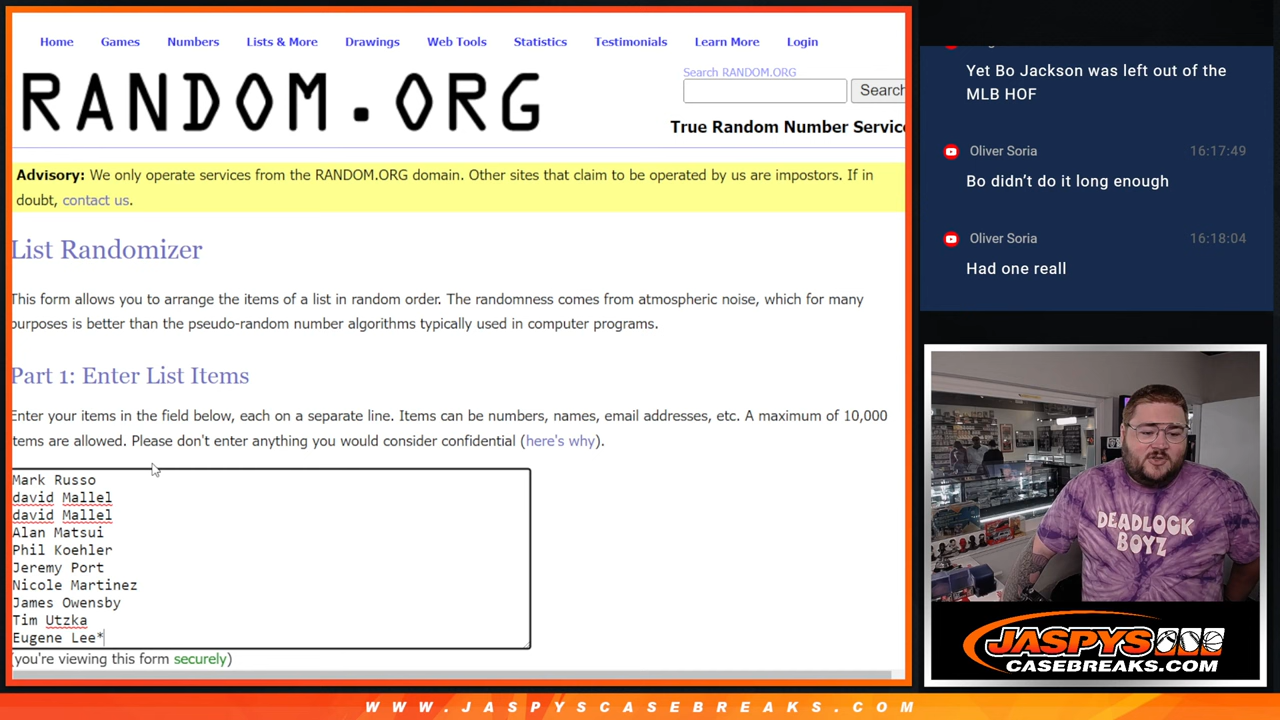 Home Games Numbers Lists & More Drawings Web Tools Statistics Testimonials Learn More Login
RANDOM.ORG
Search RANDOM.ORG
Search
True Random Number Service
Advisory: We only operate services from the RANDOM.ORG domain. Other sites that claim to be operated by us are impostors. If in
doubt, contact us.
List Randomizer
This form allows you to arrange the items of a list in random order. The randomness comes from atmospheric noise, which for many
purposes is better than the pseudo-random number algorithms typically used in computer programs.
Part 1: Enter List Items
Enter your items in the field below, each on a separate line. Items can be numbers, names, email addresses, etc. A maximum of 10,000
items are allowed. Please don't enter anything you would consider confidential (here's why).
Mark Russo
david Mallel
david Mallel
Alan Matsui
Phil Koehler
Jeremy Port
Nicole Martinez
James Owensby
Tim Utzka
Eugene Lee*
(you're viewing this form securely)
Yet Bo Jackson was left out of the
MLB HOF
Oliver Soria 16:17:49
Bo didn’t do it long enough
Oliver Soria 16:18:04
Had one reall
DEADLOCK
BOYZ
JASPYS
CASEBREAKS.COM
WWW.JASPYSCASEBREAKS.COM